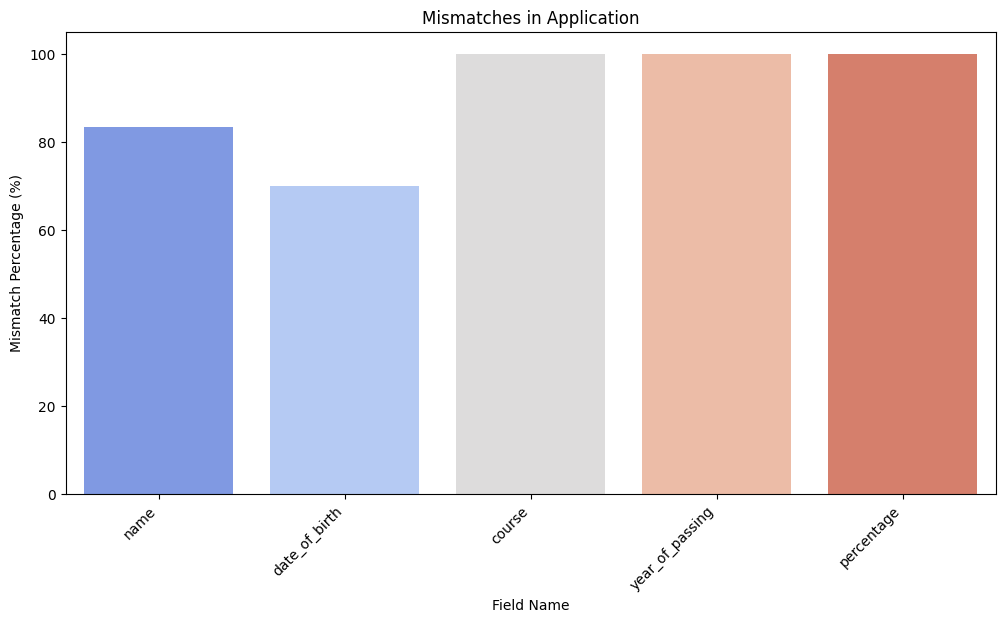 Mismatches in Application
Mismatch Percentage (%)
100
80
60
40
20
0
name
date_of_birth
course
year_of_passing
percentage
Field Name